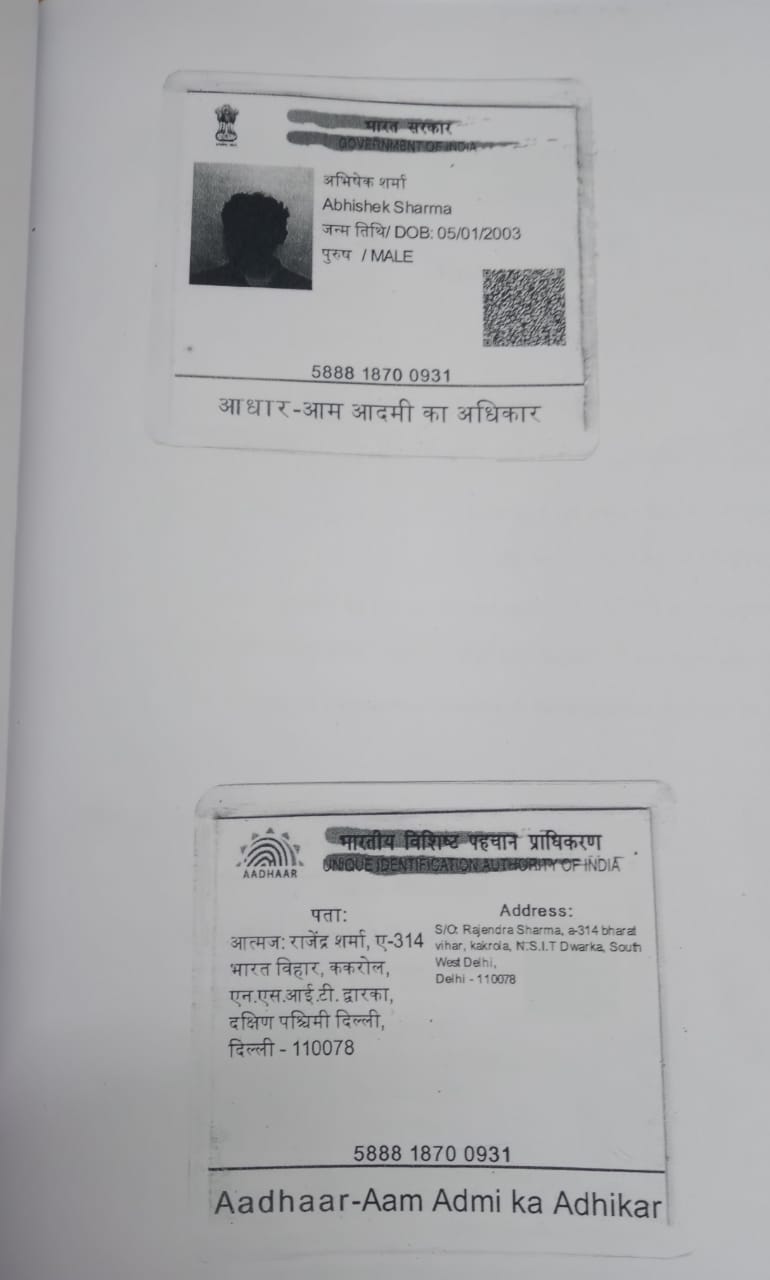 भारत सरकार
GOVERNMENT OF INDIA
अभिषेक शर्मा
Abhishek Sharma
जन्म तिथि/ DOB: 05/01/2003
पुरुष / MALE
5888 1870 0931
आधार-आम आदमी का अधिकार
भारतीय विशिष्ट पहचान प्राधिकरण
UNIQUE IDENTIFICATION AUTHORITY OF INDIA
AADHAAR
पता:
आत्मज: राजेंद्र शर्मा, ए-314
भारत विहार, ककरोल,
एन.एस.आई.टी. द्वारका,
दक्षिण पश्चिमी दिल्ली,
दिल्ली - 110078
Address:
S/O: Rajendra Sharma, a-314 bharat
vihar, kakrola, N.S.I.T Dwarka, South
West Delhi,
Delhi - 110078
5888 1870 0931
Aadhaar-Aam Admi ka Adhikar